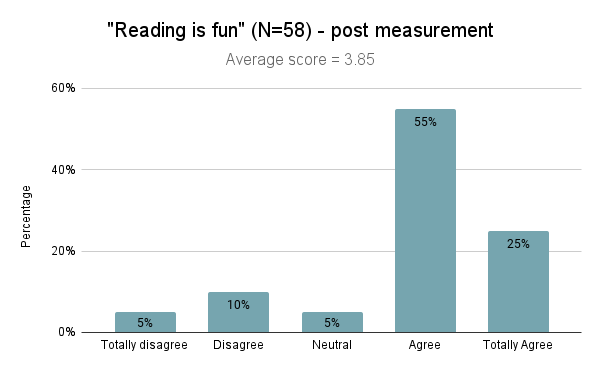 "Reading is fun" (N=58) - post measurement
Average score = 3.85
Percentage
60%
40%
20%
0%
5%
10%
5%
55%
25%
Totally disagree
Disagree
Neutral
Agree
Totally Agree